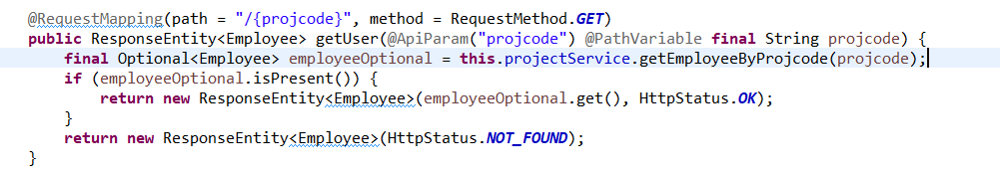 @RequestMapping(path = "/{projcode}", method = RequestMethod.GET)
public ResponseEntity<Employee> getUser(@ApiParam("projcode") @PathVariable final String projcode) {
final Optional<Employee> employeeOptional = this.projectService.getEmployeeByProjcode(projcode);
if (employeeOptional.isPresent()) {
return new ResponseEntity<Employee>(employeeOptional.get(), HttpStatus.OK);
}
return new ResponseEntity<Employee>(HttpStatus.NOT_FOUND);
}